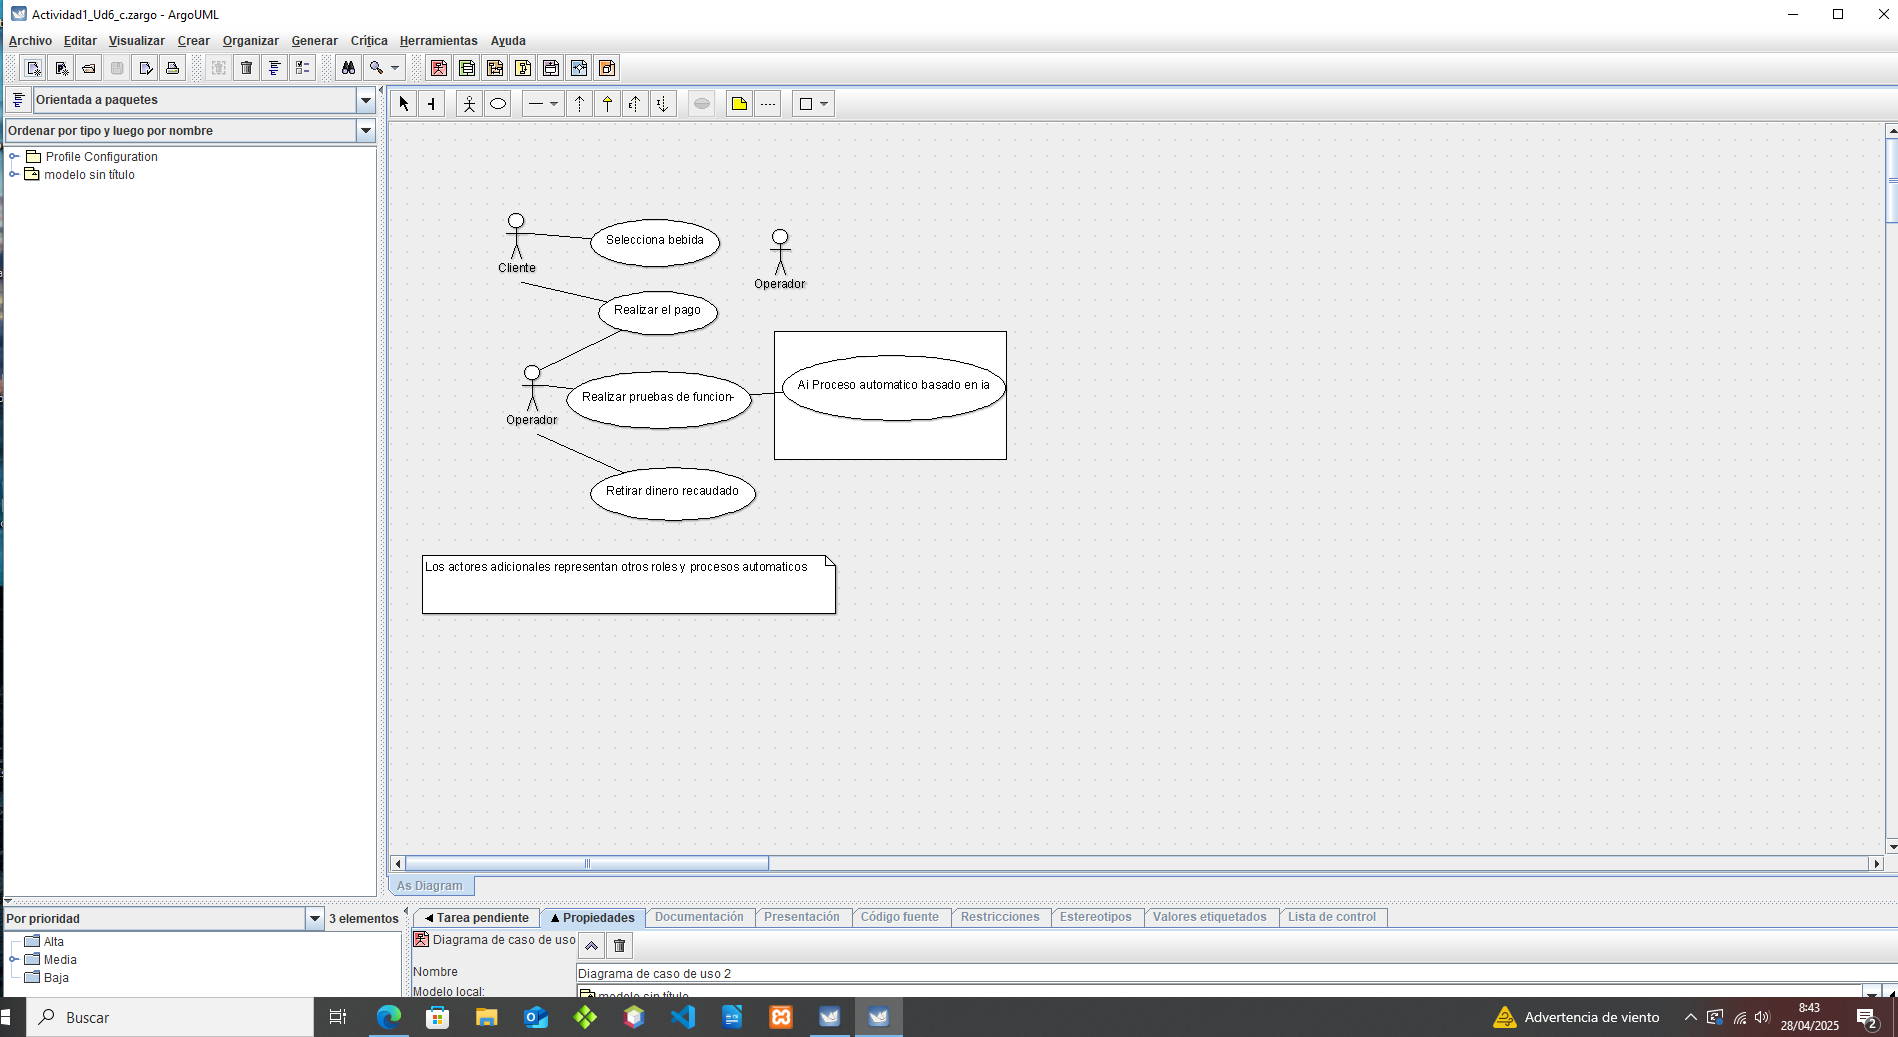 Actividad1_Ud6_c.zargo - ArgoUML
Archivo Editar Visualizar Crear Organizar Generar Crítica Herramientas Ayuda
Orientada a paquetes
Ordenar por tipo y luego por nombre
Profile Configuration
modelo sin título
Selecciona bebida
Cliente
Operador
Realizar el pago
Ai Proceso automatico basado en ia
Realizar pruebas de funcion-
Operador
Retirar dinero recaudado
Los actores adicionales representan otros roles y procesos automaticos
As Diagram
Por prioridad 3 elementos
Tarea pendiente Propiedades Documentación Presentación Código fuente Restricciones Estereotipos Valores etiquetados Lista de control
Alta
Media
Baja
Diagrama de caso de uso
Nombre Diagrama de caso de uso 2
Modelo local: modelo sin título
Buscar
Advertencia de viento
8:43
28/04/2025
2